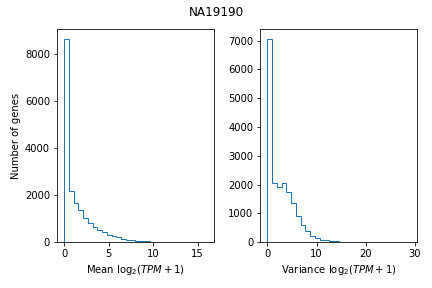 NA19190
Number of genes
8000
6000
4000
2000
0
0 5 10 15
Mean log₂(TPM + 1)
7000
6000
5000
4000
3000
2000
1000
0
0 10 20 30
Variance log₂(TPM + 1)